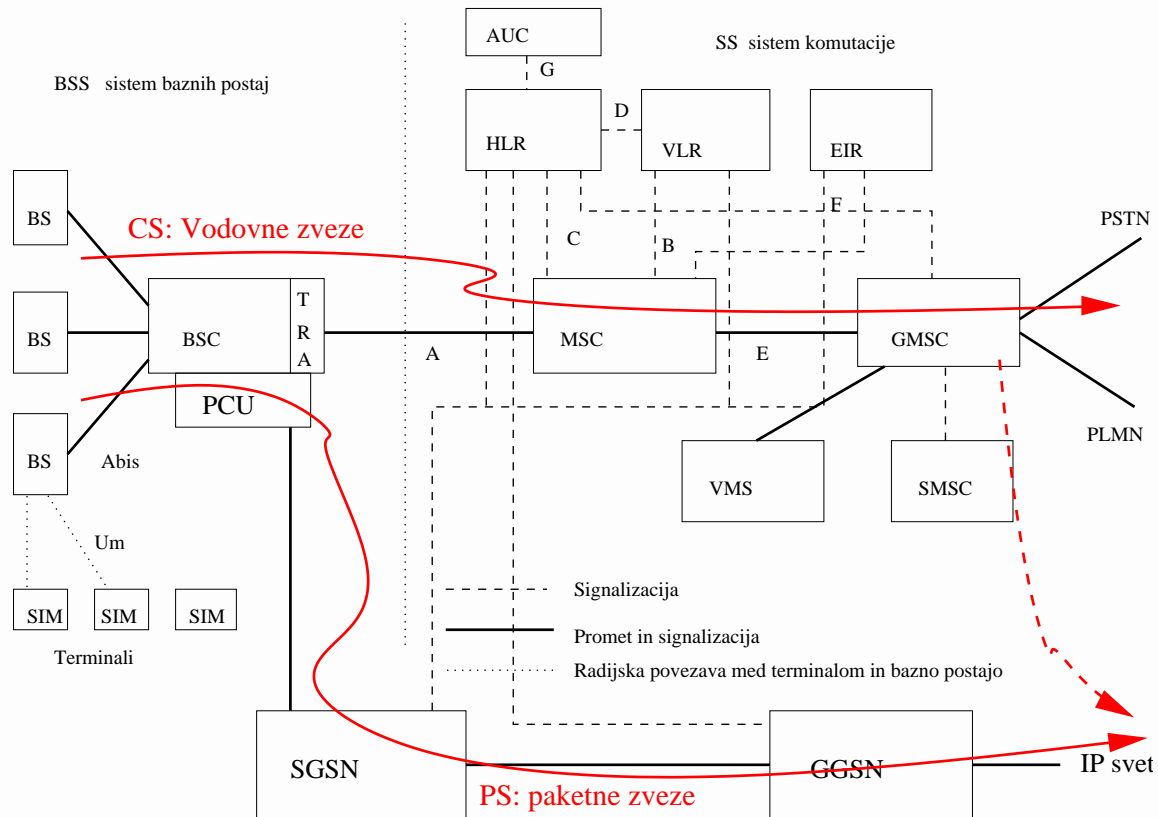 AUC
SS sistem komutacije
BSS sistem baznih postaj
G
D
HLR
VLR
EIR
BS
F
PSTN
CS: Vodovne zveze
C
B
T
R
A
BS
BSC
MSC
GMSC
A
E
PCU
PLMN
BS
Abis
VMS
SMSC
Um
Signalizacija
SIM
SIM
SIM
Promet in signalizacija
Terminali
Radijska povezava med terminalom in bazno postajo
SGSN
GGSN
IP svet
PS: paketne zveze